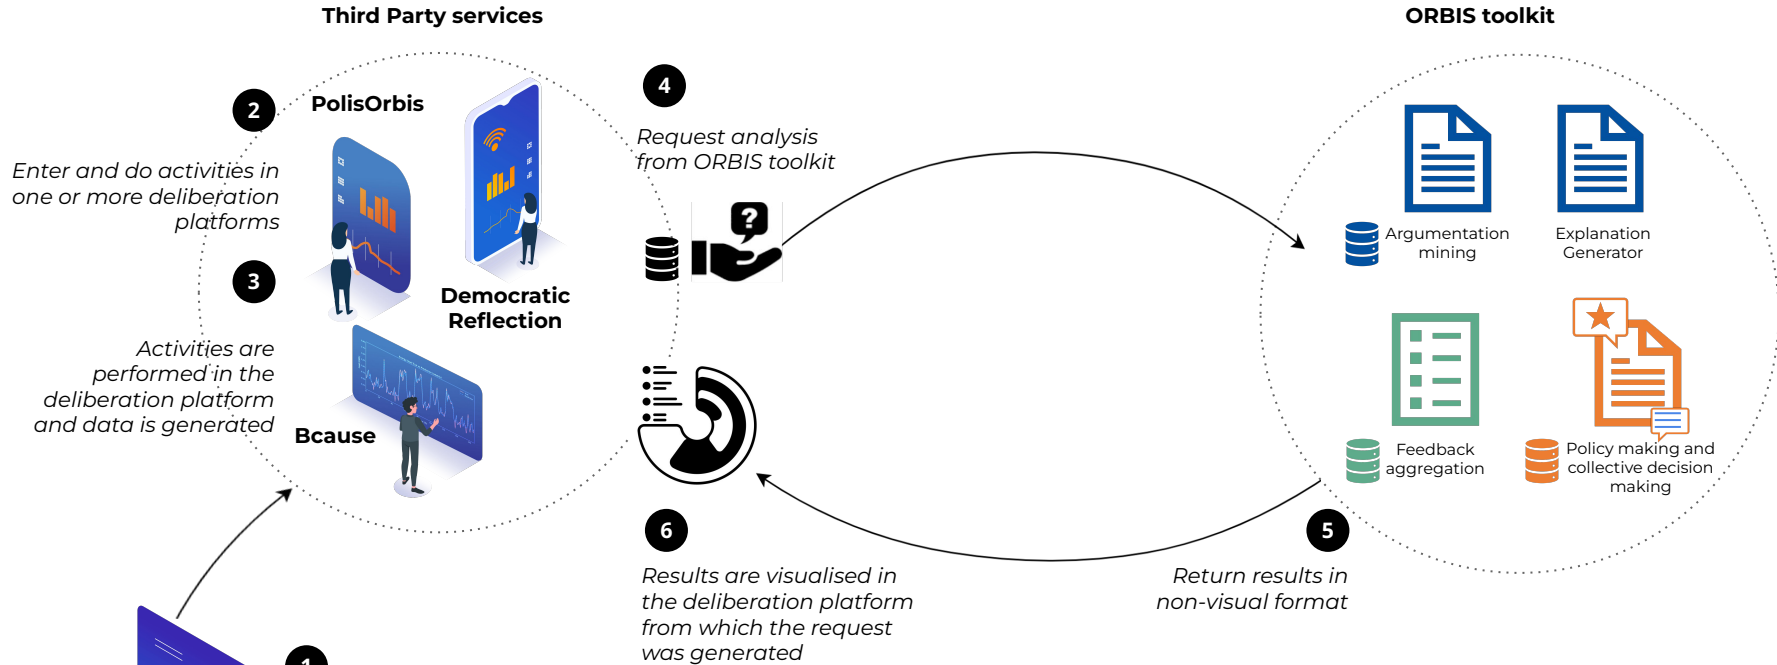 Third Party services
ORBIS toolkit
2
PolisOrbis
Enter and do activities in
one or more deliberation
platforms
3
Democratic
Reflection
Activities are
performed in the
deliberation platform
and data is generated
Bcause
4
Request analysis
from ORBIS toolkit
?
Argumentation
mining
Explanation
Generator
Feedback
aggregation
Policy making and
collective decision
making
5
Return results in
non-visual format
6
Results are visualised in
the deliberation platform
from which the request
was generated
1